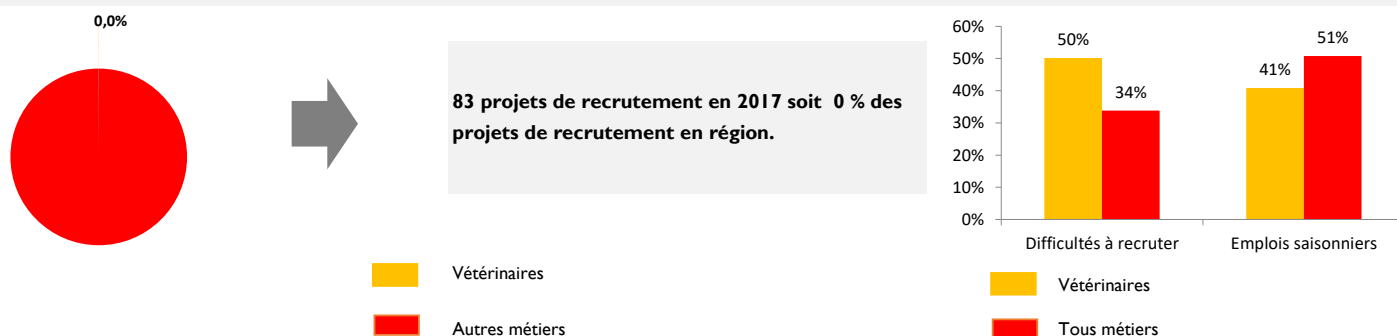 0,0%
83 projets de recrutement en 2017 soit  0 % des
projets de recrutement en région.
Vétérinaires
Autres métiers
60%
50%
40%
30%
20%
10%
0%
50%
34%
41%
51%
Difficultés à recruter
Emplois saisonniers
Vétérinaires
Tous métiers